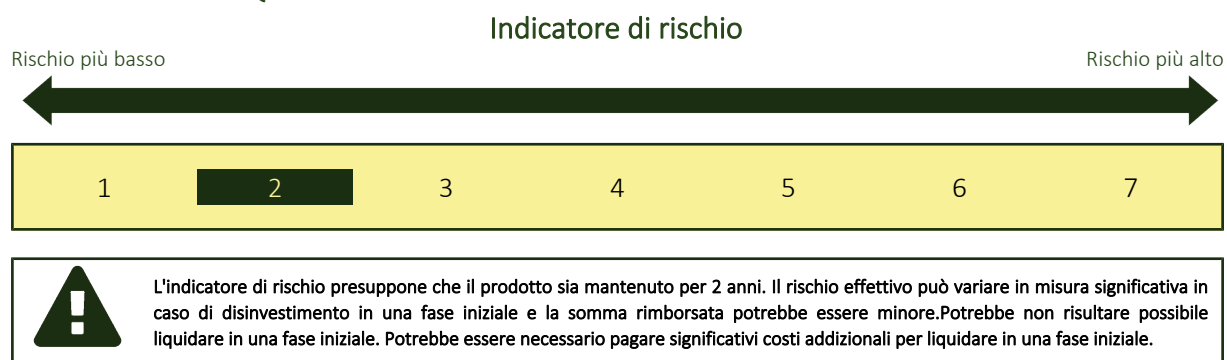 Indicatore di rischio
Rischio più basso
Rischio più alto
1 2 3 4 5 6 7
L'indicatore di rischio presuppone che il prodotto sia mantenuto per 2 anni. Il rischio effettivo può variare in misura significativa in
caso di disinvestimento in una fase iniziale e la somma rimborsata potrebbe essere minore.Potrebbe non risultare possibile
liquidare in una fase iniziale. Potrebbe essere necessario pagare significativi costi addizionali per liquidare in una fase iniziale.